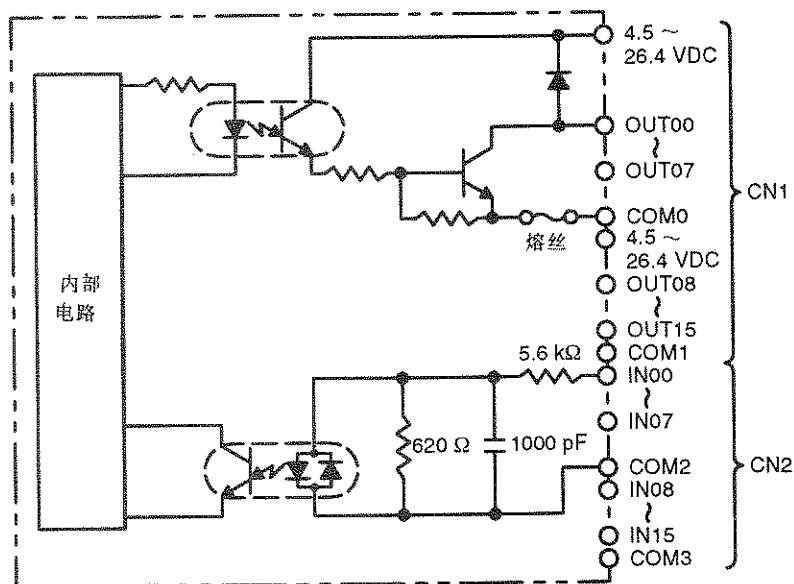 4.5 ~
26.4 VDC
OUT00
~
OUT07
COM0
熔丝
4.5 ~
26.4 VDC
OUT08
~
OUT15
COM1
CN1
内部
电路
5.6 kΩ
IN00
~
IN07
620 Ω
1000 pF
COM2
IN08
~
IN15
COM3
CN2